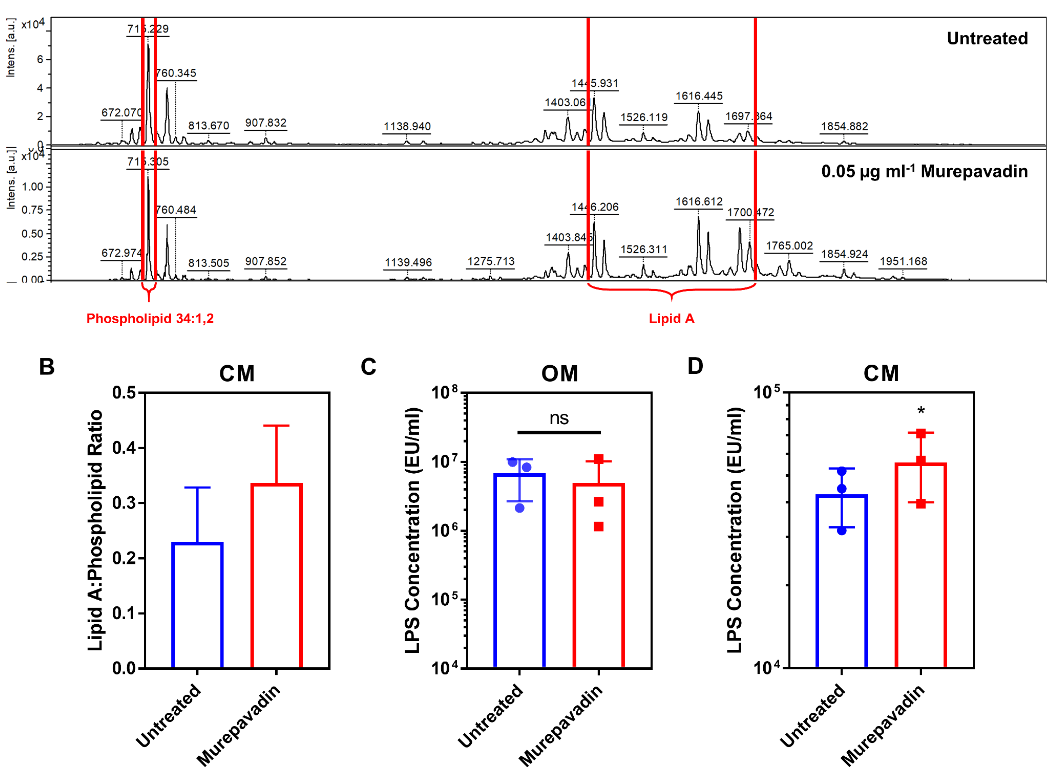 x10⁴
Intens. [a.u.]
6
4
2
0
715.229
760.345
672.070
813.670
907.832
1138.940
1445.931
1526.119
1616.445
1854.882
Untreated
x10⁴
Intens. [a.u.]
1.00
0.75
0.50
0.25
0.00
715.305
760.484
672.974
813.505
907.852
1139.496
1275.713
1403.845
1446.206
1526.311
1616.612
1700.472
1765.002
1854.924
1951.168
0.05 µg ml⁻¹ Murepavadin
Phospholipid 34:1,2
Lipid A
B
CM
Lipid A:Phospholipid Ratio
0.5
0.4
0.3
0.2
0.1
0.0
Untreated
Murepavadin
C
OM
LPS Concentration (EU/ml)
10⁸
10⁷
10⁶
10⁵
10⁴
ns
Untreated
Murepavadin
D
CM
LPS Concentration (EU/ml)
10⁵
10⁴
*
Untreated
Murepavadin